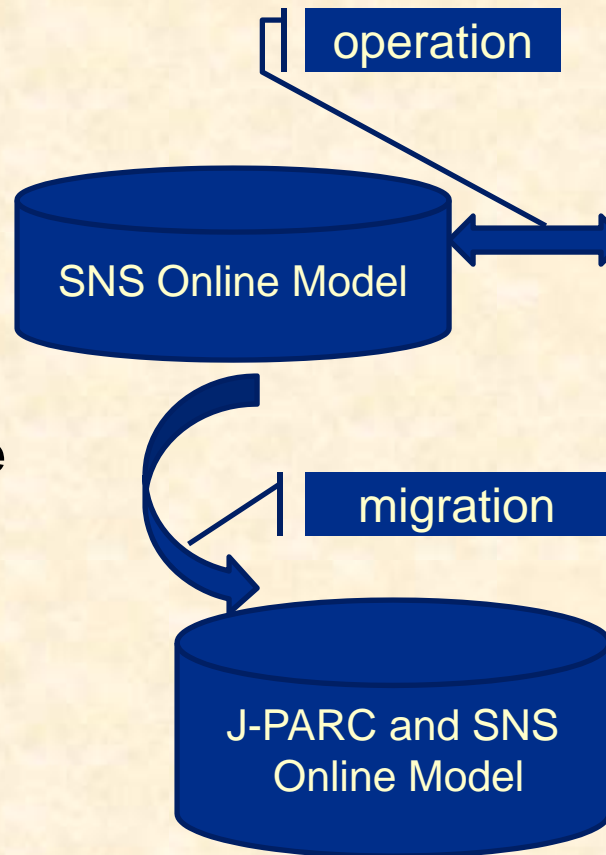 operation
SNS Online Model
e
migration
J-PARC and SNS
Online Model